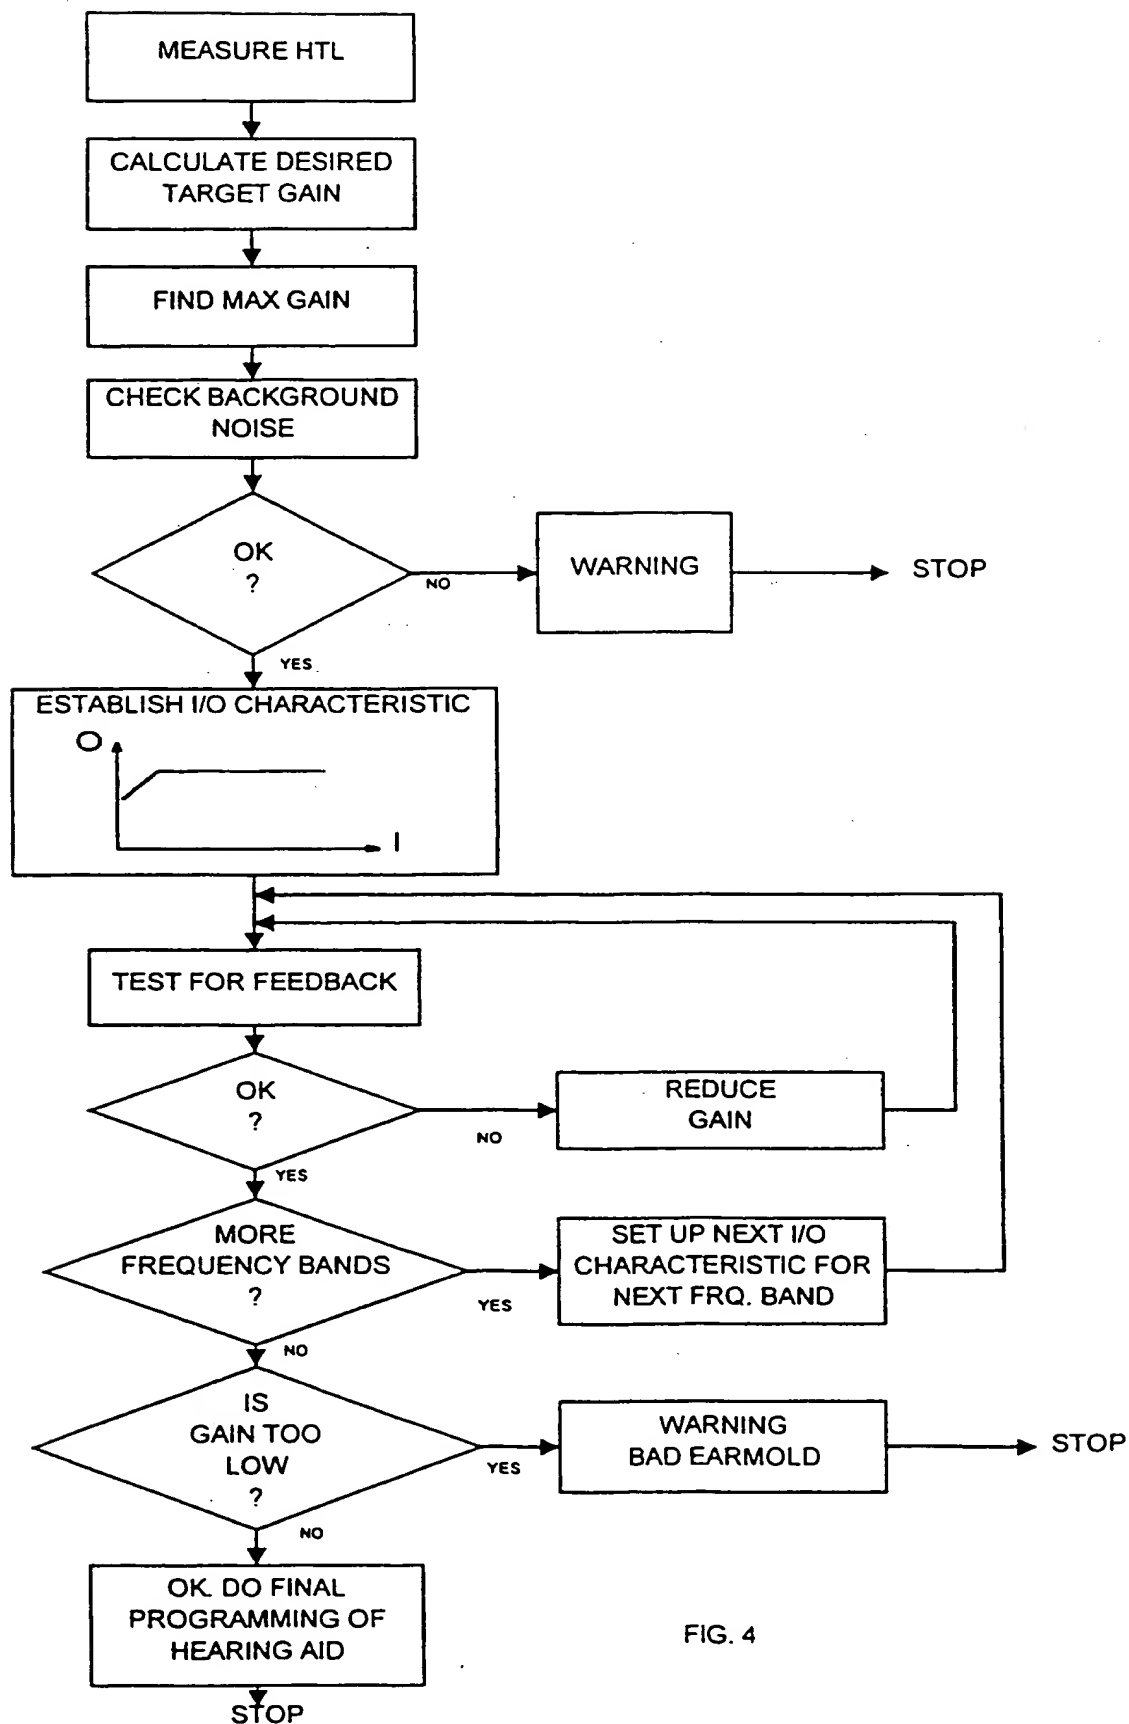 MEASURE HTL
CALCULATE DESIRED
TARGET GAIN
FIND MAX GAIN
CHECK BACKGROUND
NOISE
OK
?
NO
WARNING
STOP
YES
ESTABLISH I/O CHARACTERISTIC
O
I
TEST FOR FEEDBACK
OK
?
NO
REDUCE
GAIN
YES
MORE
FREQUENCY BANDS
?
YES
SET UP NEXT I/O
CHARACTERISTIC FOR
NEXT FRQ. BAND
NO
IS
GAIN TOO
LOW
?
YES
WARNING
BAD EARMOLD
STOP
NO
OK. DO FINAL
PROGRAMMING OF
HEARING AID
STOP
FIG. 4